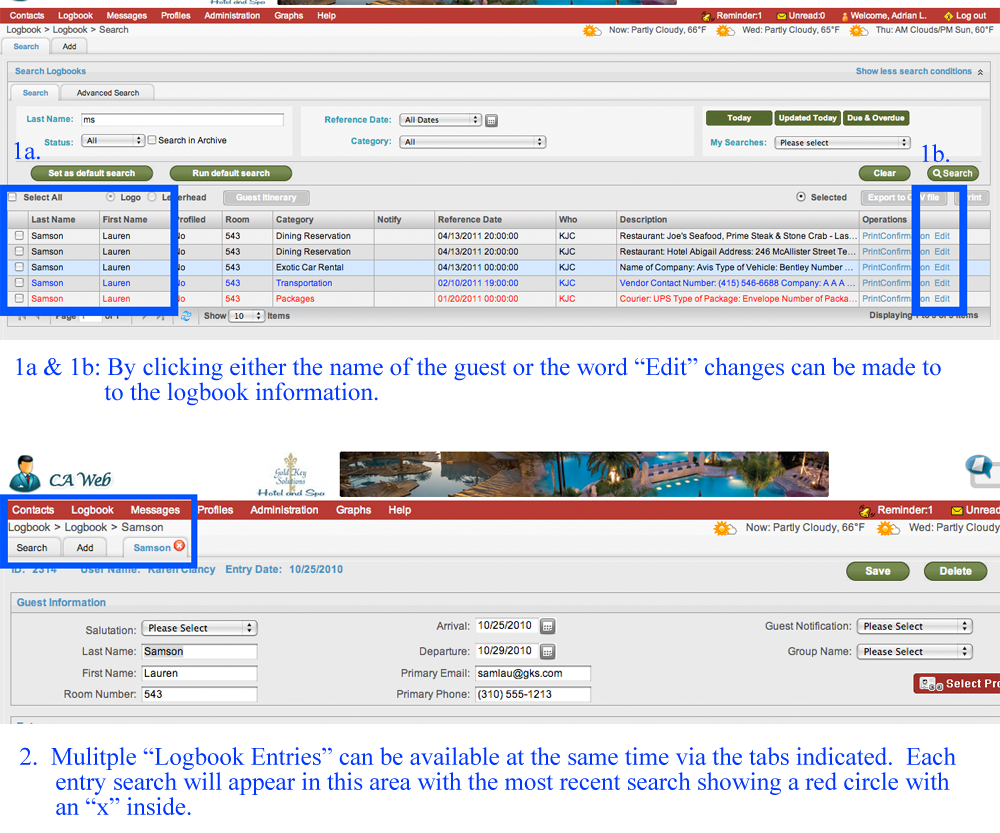 Hotel and Spa
Contacts Logbook Messages Profiles Administration Graphs Help Reminder:1 Unread:0 Welcome, Adrian L. Log out
Logbook > Logbook > Search Now: Partly Cloudy, 66°F Wed: Partly Cloudy, 65°F Thu: AM Clouds/PM Sun, 60°F
Search Add
Search Logbooks Show less search conditions
Search Advanced Search
Last Name: ms Reference Date: All Dates Today Updated Today Due & Overdue
Status: All Search in Archive Category: All My Searches: Please select
1a. 1b.
Set as default search Run default search Clear Search
Select All Logo Le erhead Guest Itinerary Selected Export to C V file rint
Last Name First Name rofiled Room Category Notify Reference Date Who Description Operations
Samson Lauren No 543 Dining Reservation 04/13/2011 20:00:00 KJC Restaurant: Joe's Seafood, Prime Steak & Stone Crab - Las... PrintConfirm on Edit
Samson Lauren No 543 Dining Reservation 04/13/2011 20:00:00 KJC Restaurant: Hotel Abigail Address: 246 McAllister Street Te... PrintConfirm on Edit
Samson Lauren No 543 Exotic Car Rental 04/13/2011 00:00:00 KJC Name of Company: Avis Type of Vehicle: Bentley Number ... PrintConfirm on Edit
Samson Lauren No 543 Transportation 02/10/2011 19:00:00 KJC Vendor Contact Number: (415) 546-6688 Company: A A A ... PrintConfirm on Edit
Samson Lauren No 543 Packages 01/20/2011 00:00:00 KJC Courier: UPS Type of Package: Envelope Number of Packa... PrintConfirm on Edit
Page 1 of 1 Show 10 Items Displaying 1 to 5 of 5 items
1a & 1b: By clicking either the name of the guest or the word “Edit” changes can be made to
to the logbook information.
CA Web Gold Key Solutions Hotel and Spa
Contacts Logbook Messages Profiles Administration Graphs Help Reminder:1 Unread
Logbook > Logbook > Samson Now: Partly Cloudy, 66°F Wed: Partly Cloudy
Search Add Samson
ID: 2314 User Name: Karen Clancy Entry Date: 10/25/2010 Save Delete
Guest Information
Salutation: Please Select Arrival: 10/25/2010 Guest Notification: Please Select
Last Name: Samson Departure: 10/29/2010 Group Name: Please Select
First Name: Lauren Primary Email: samlau@gks.com Select Pro
Room Number: 543 Primary Phone: (310) 555-1213
2. Mulitple “Logbook Entries” can be available at the same time via the tabs indicated. Each
entry search will appear in this area with the most recent search showing a red circle with
an “x” inside.